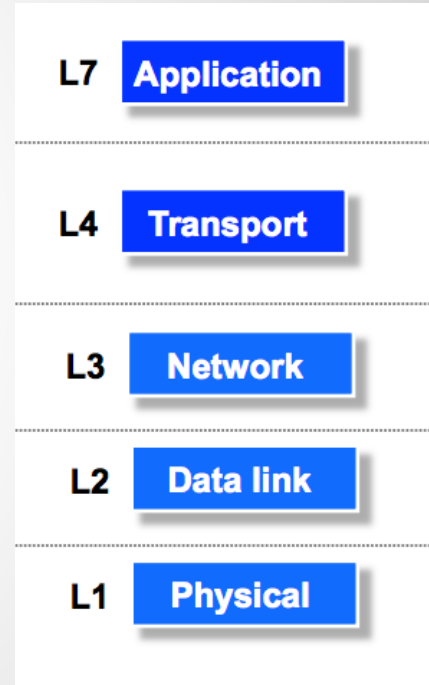 L7 Application
L4 Transport
L3 Network
L2 Data link
L1 Physical